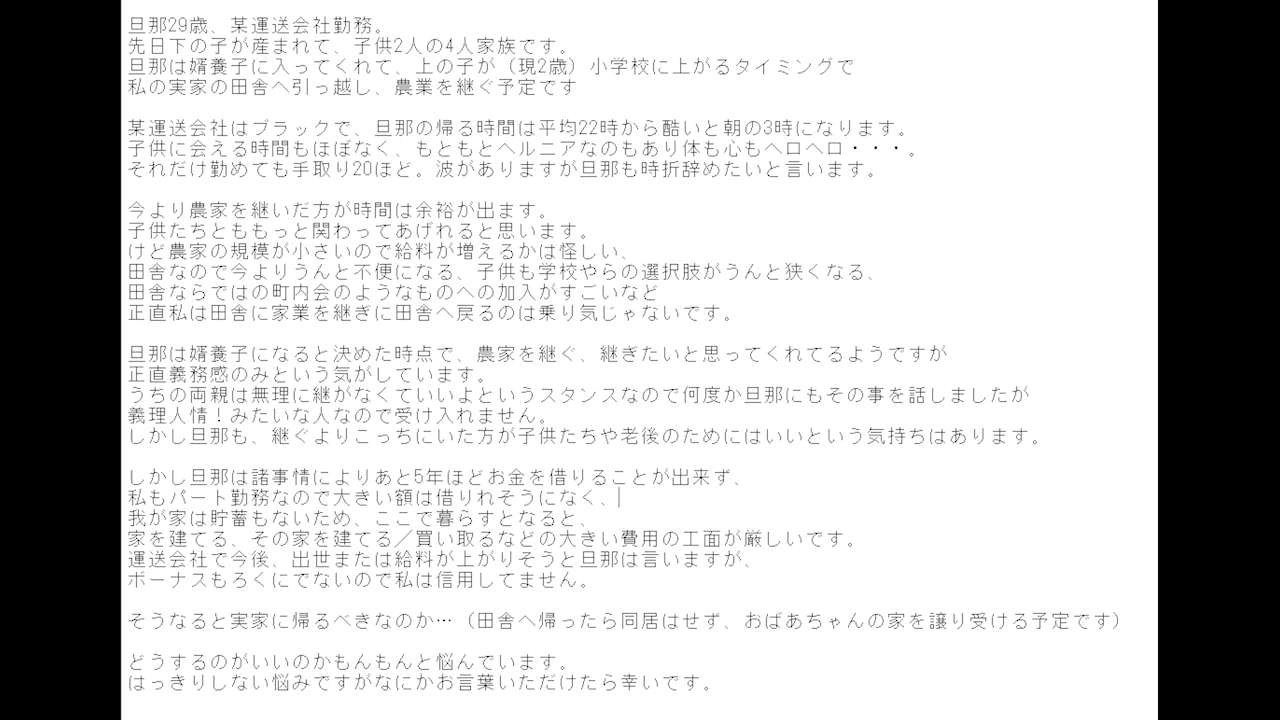 旦那29歳、某運送会社勤務。
先日下の子が産まれて、子供2人の4人家族です。
旦那は婿養子に入ってくれて、上の子が（現2歳）小学校に上がるタイミングで
私の実家の田舎へ引っ越し、農業を継ぐ予定です
某運送会社はブラックで、旦那の帰る時間は平均22時から酷いと朝の3時になります。
子供に会える時間もほぼなく、もともとヘルニアなのもあり体も心もヘロヘロ・・・。
それだけ勤めても手取り20ほど。波がありますが旦那も時折辞めたいと言います。
今より農家を継いだ方が時間は余裕が出ます。
子供たちとももっと関わってあげれると思います。
けど農家の規模が小さいので給料が増えるかは怪しい、
田舎なので今よりうんと不便になる、子供も学校やらの選択肢がうんと狭くなる、
田舎ならではの町内会のようなものへの加入がすごいなど
正直私は田舎に家業を継ぎに田舎へ戻るのは乗り気じゃないです。
旦那は婿養子になると決めた時点で、農家を継ぐ、継ぎたいと思ってくれてるようですが
正直義務感のみという気がしています。
うちの両親は無理に継がなくていいよというスタンスなので何度か旦那にもその事を話しましたが
義理人情！みたいな人なので受け入れません。
しかし旦那も、継ぐよりこっちにいた方が子供たちや老後のためにはいいという気持ちはあります。
しかし旦那は諸事情によりあと5年ほどお金を借りることが出来ず、
私もパート勤務なので大きい額は借りれそうになく、
我が家は貯蓄もないため、ここで暮らすとなると、
家を建てる、その家を建てる／買い取るなどの大きい費用の工面が厳しいです。
運送会社で今後、出世または給料が上がりそうと旦那は言いますが、
ボーナスもろくにでないので私は信用してません。
そうなると実家に帰るべきなのか…（田舎へ帰ったら同居はせず、おばあちゃんの家を譲り受ける予定です）
どうするのがいいのかもんもんと悩んでいます。
はっきりしない悩みですがなにかお言葉いただけたら幸いです。